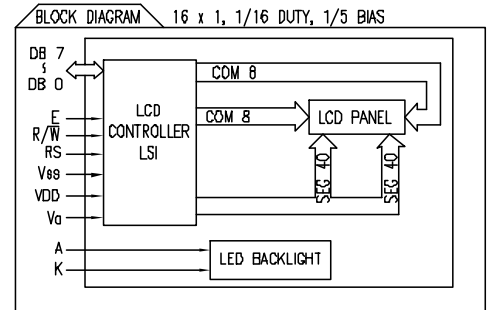 BLOCK DIAGRAM 16 x 1, 1/16 DUTY, 1/5 BIAS
DB 7
DB 0
E
R/W̅
RS
Vss
VDD
Va
A
K
LCD
CONTROLLER
LSI
COM 8
COM 8
LCD PANEL
SEG 40
SEG 40
LED BACKLIGHT